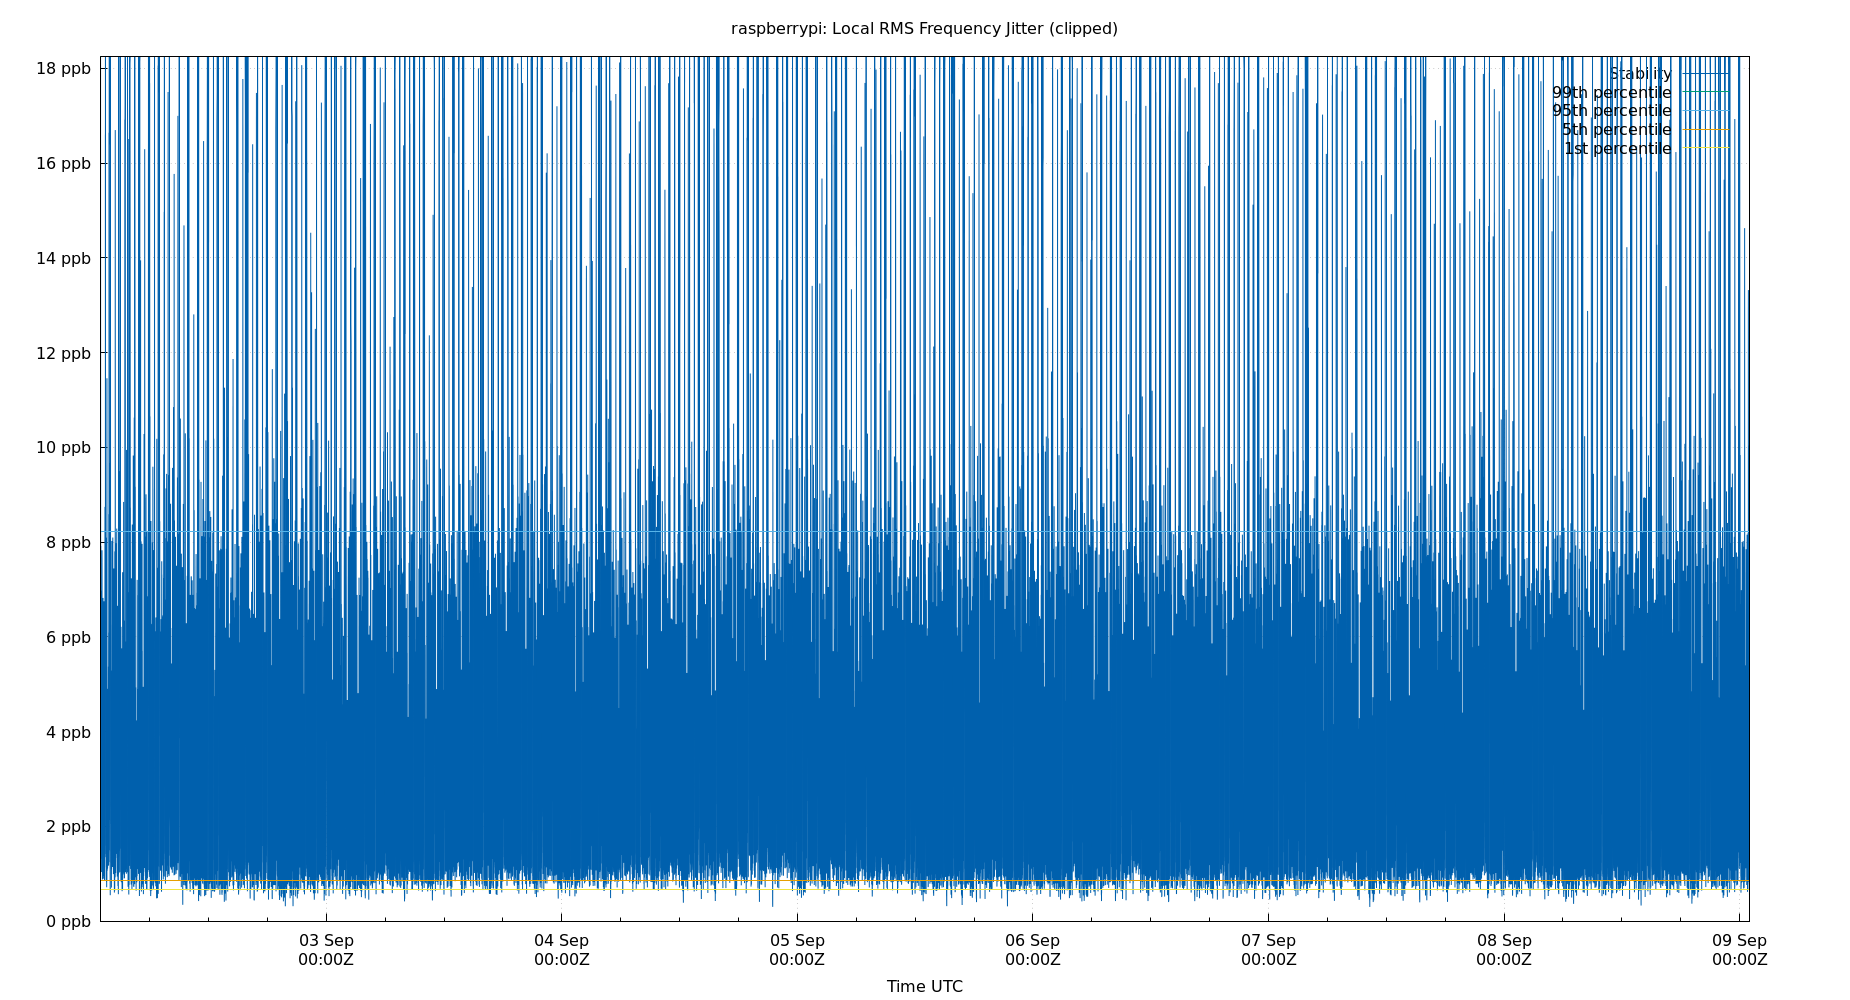 raspberrypi: Local RMS Frequency Jitter (clipped)
18 ppb
16 ppb
14 ppb
12 ppb
10 ppb
8 ppb
6 ppb
4 ppb
2 ppb
0 ppb
Stability
99th percentile
95th percentile
5th percentile
1st percentile
03 Sep
00:00Z
04 Sep
00:00Z
05 Sep
00:00Z
06 Sep
00:00Z
07 Sep
00:00Z
08 Sep
00:00Z
09 Sep
00:00Z
Time UTC